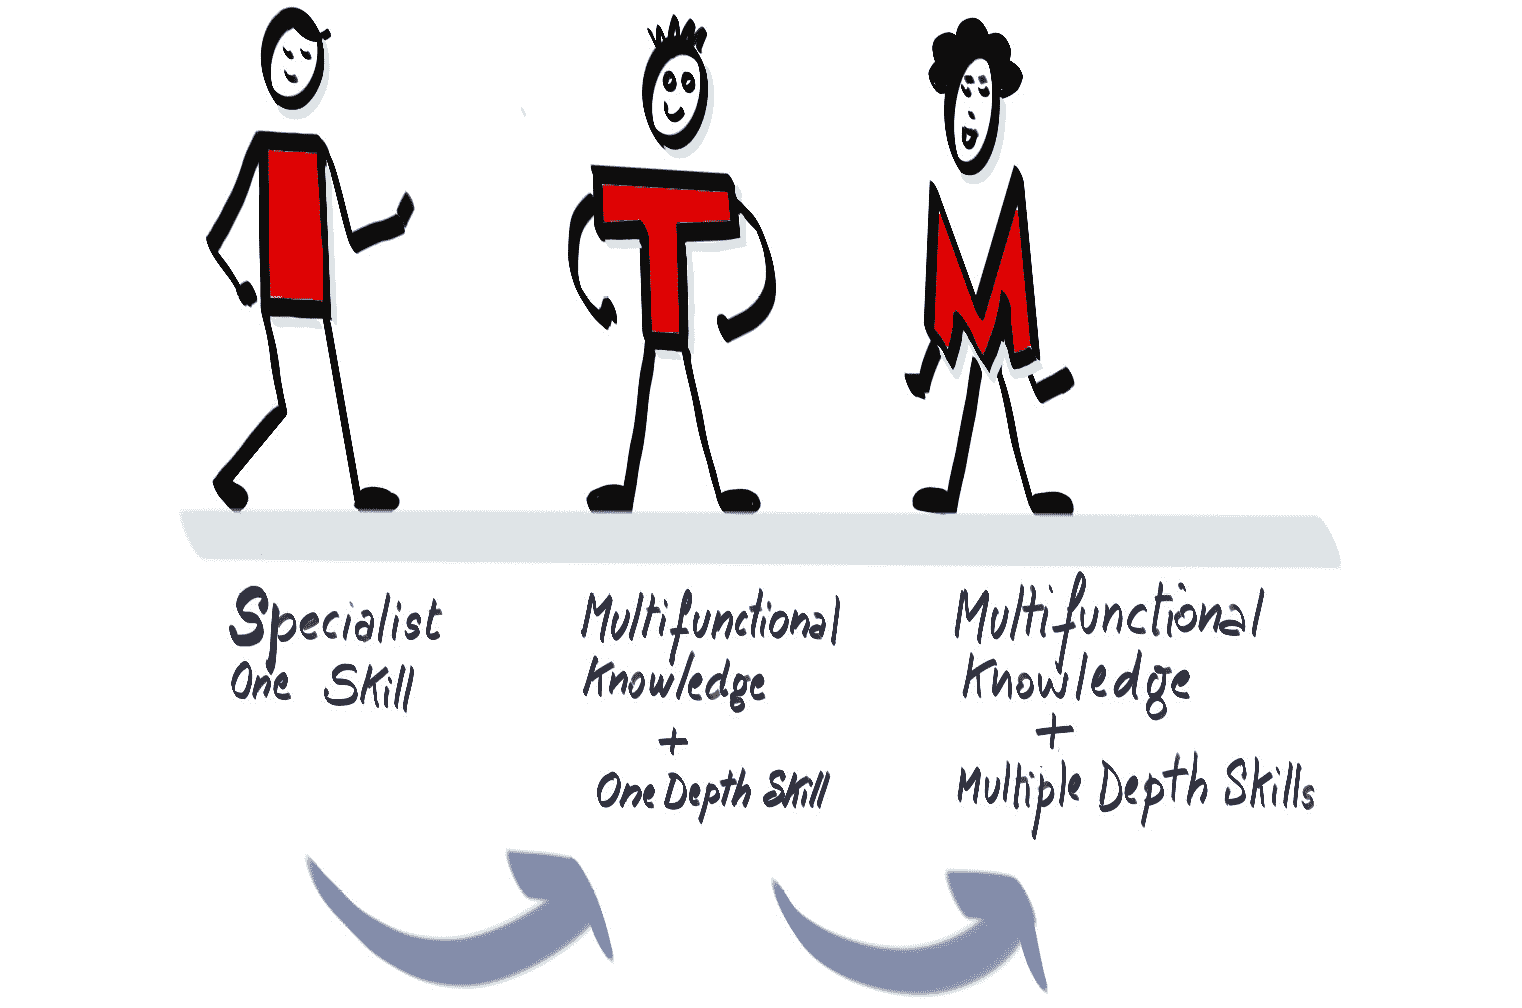 Specialist
One Skill
Multifunctional
Knowledge
+
One Depth Skill
Multifunctional
Knowledge
+
Multiple Depth Skills